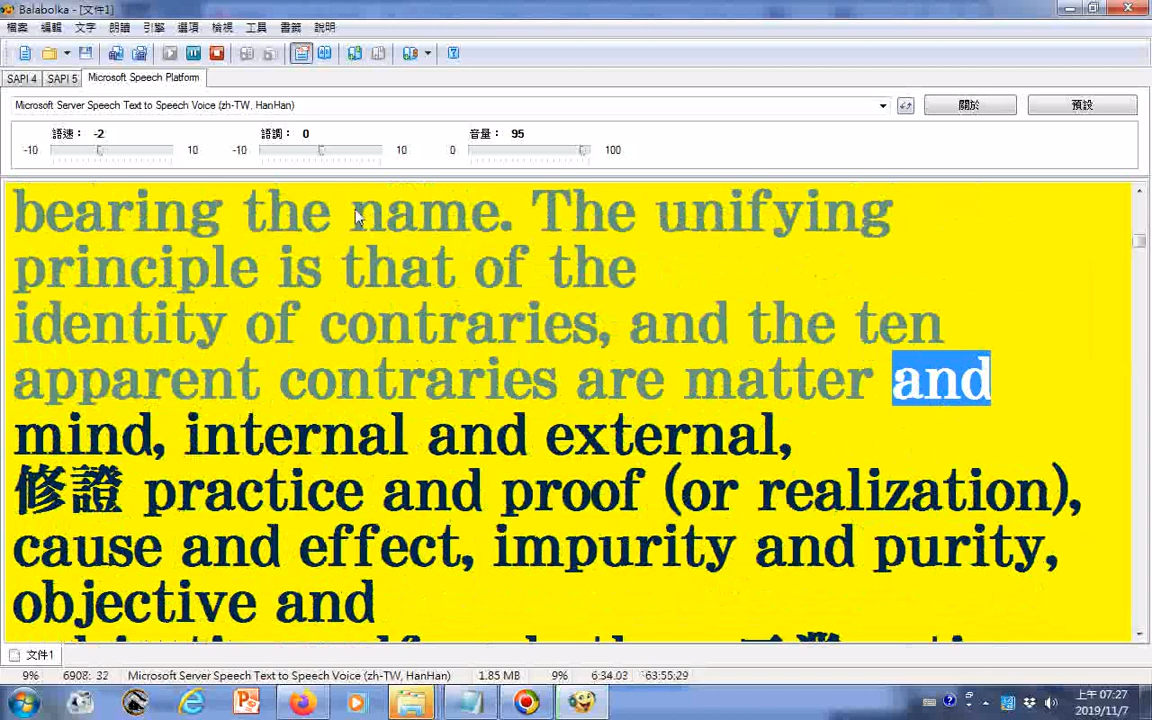 Balabolka - [文件1]
檔案 編輯 文字 朗讀 引擎 選項 檢視 工具 書籤 說明
SAPI 4 SAPI 5 Microsoft Speech Platform
Microsoft Server Speech Text to Speech Voice (zh-TW, HanHan) 關於 預設
語速： -2 語調： 0 音量： 95
-10 10 -10 10 0 100
bearing the name. The unifying
principle is that of the
identity of contraries, and the ten
apparent contraries are matter and
mind, internal and external,
修證 practice and proof (or realization),
cause and effect, impurity and purity,
objective and
文件1
9% 6908: 32 Microsoft Server Speech Text to Speech Voice (zh-TW, HanHan) 1.85 MB 9% 6:34.03 63:55;29
上午 07:27
2019/11/7